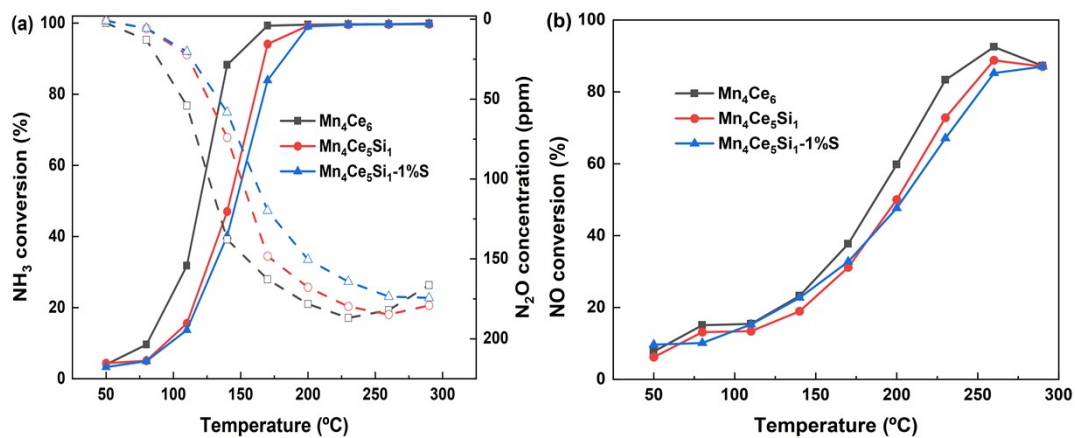 (a)
100
80
60
40
20
0
NH₃ conversion (%)
Mn₄Ce₆
Mn₄Ce₅Si₁
Mn₄Ce₅Si₁-1%S
0
50
100
150
200
N₂O concentration (ppm)
50 100 150 200 250 300
Temperature (ºC)
(b)
100
80
60
40
20
0
NO conversion (%)
Mn₄Ce₆
Mn₄Ce₅Si₁
Mn₄Ce₅Si₁-1%S
50 100 150 200 250 300
Temperature (ºC)